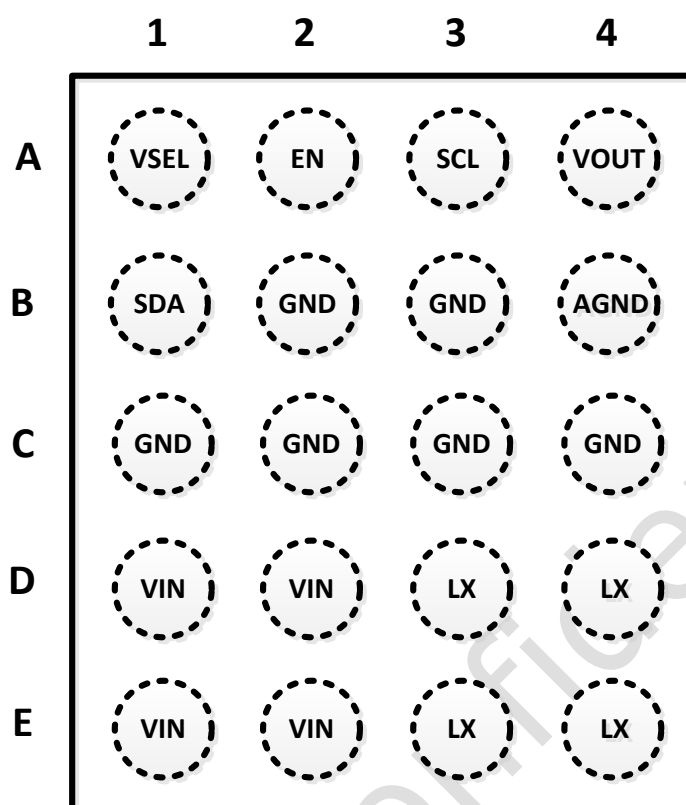 1 2 3 4
A VSEL EN SCL VOUT
B SDA GND GND AGND
C GND GND GND GND
D VIN VIN LX LX
E VIN VIN LX LX